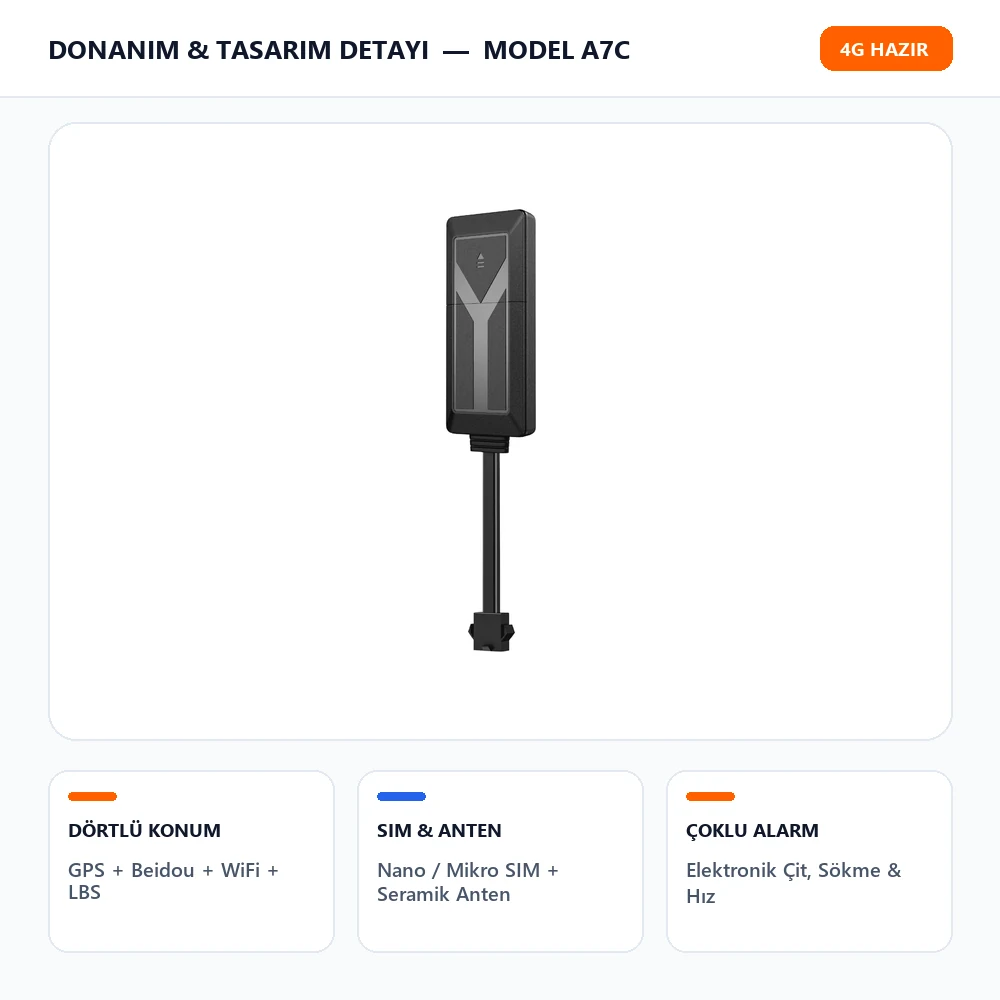 DONANIM & TASARIM DETAYI — MODEL A7C
4G HAZIR
DÖRTLÜ KONUM
GPS + Beidou + WiFi +
LBS
SIM & ANTEN
Nano / Mikro SIM +
Seramik Anten
ÇOKLU ALARM
Elektronik Çit, Sökme &
Hız